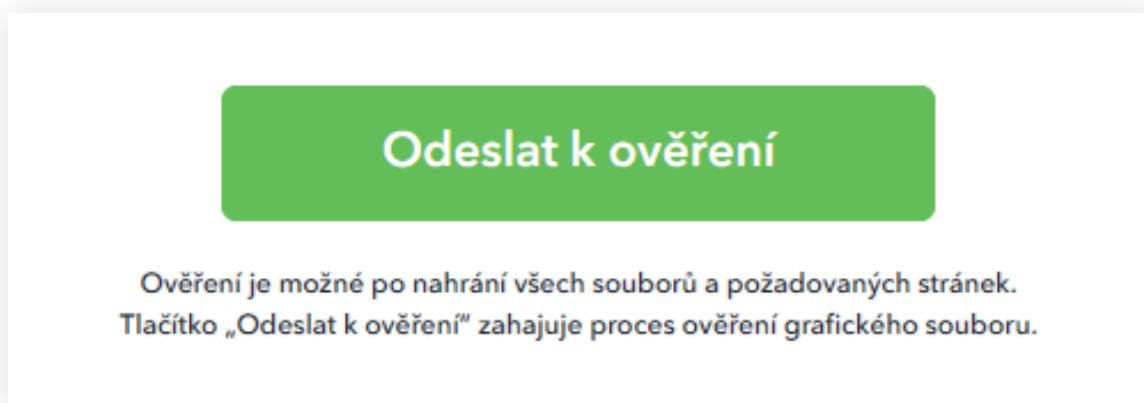 Odeslat k ověření
Ověření je možné po nahrání všech souborů a požadovaných stránek.
Tlačítko „Odeslat k ověření” zahajuje proces ověření grafického souboru.